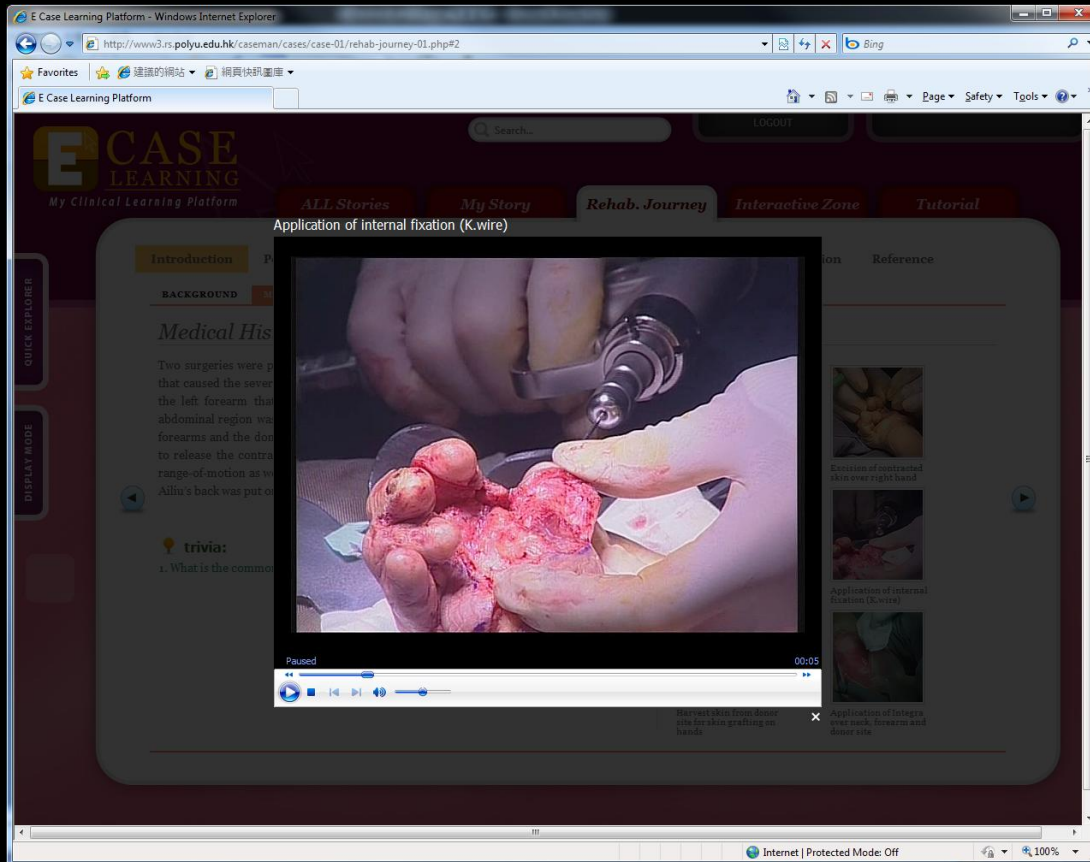 E Case Learning Platform - Windows Internet Explorer
http://www3.rs.polyu.edu.hk/caseman/cases/case-01/rehab-journey-01.php#2
Bing
Favorites
建議的網站
網頁快訊圖庫
E Case Learning Platform
Page
Safety
Tools
Search..
LOGOUT
E
CASE
LEARNING
My Clinical Learning Platform
ALL Stories
My Story
Rehab. Journey
Interactive Zone
Tutorial
Application of internal fixation (K.wire)
Introduction
Reference
QUICK EXPLORER
BACKGROUND
Medical His
Two surgeries were p
that caused the sever
the left forearm tha
abdominal region wa
forearms and the don
to release the contra
range-of-motion as w
Ailiu's back was put o
DISPLAY MODE
trivia:
1. What is the commo
Excision of contracted
skin over right hand
Application of internal
fixation (K.wire)
Paused
00:05
Harvest skin from donor
site for skin grafting on
hands
Application of Integra
over neck, forearm and
donor site
Internet | Protected Mode: Off
100%